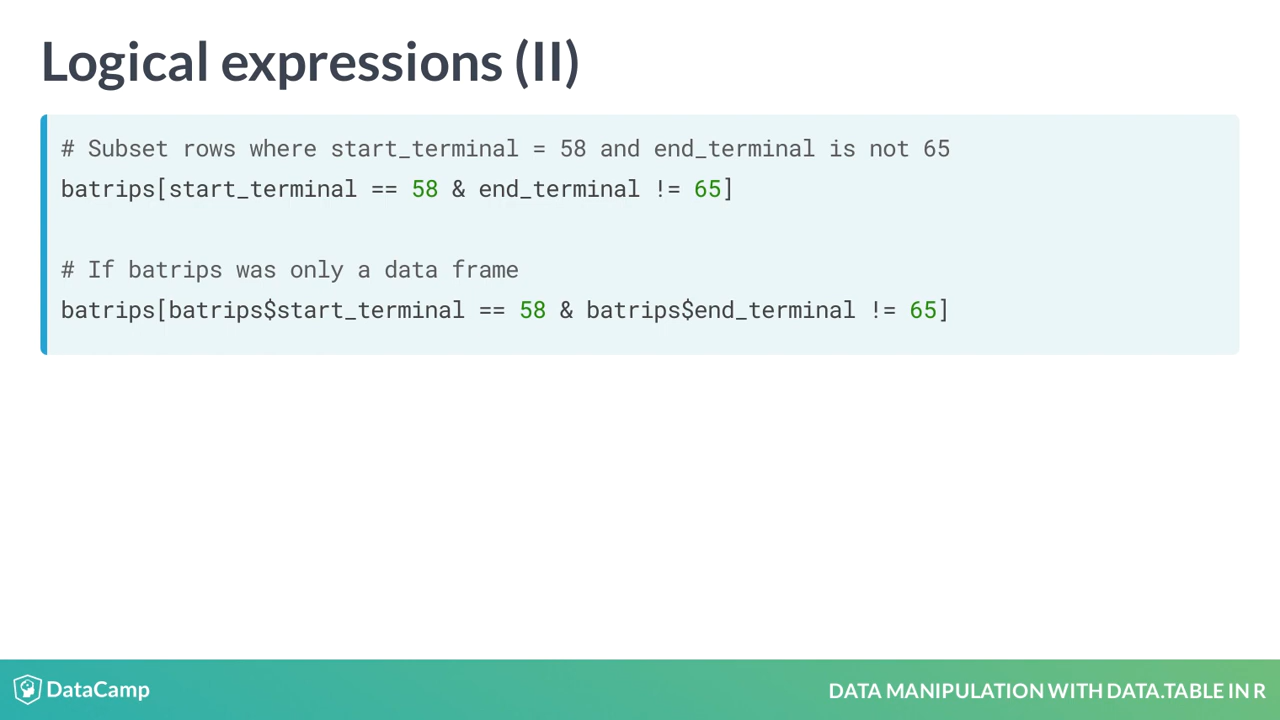 Logical expressions (II)
# Subset rows where start_terminal = 58 and end_terminal is not 65
batrips[start_terminal == 58 & end_terminal != 65]
# If batrips was only a data frame
batrips[batrips$start_terminal == 58 & batrips$end_terminal != 65]
DataCamp
DATA MANIPULATION WITH DATA.TABLE IN R